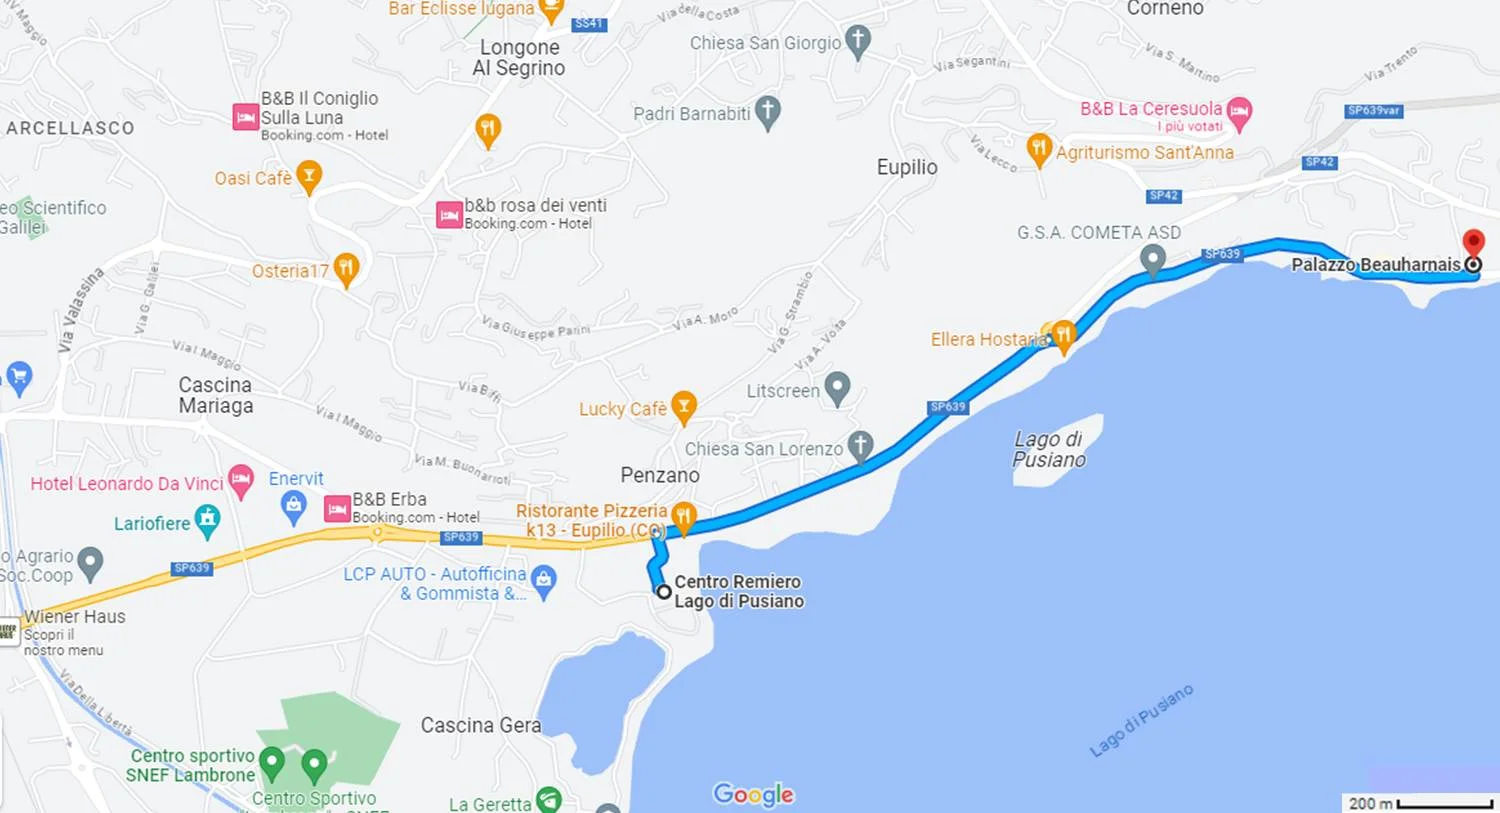 Bar Eclisse lugana
SS41
Via della Costa
Corneno
Longone
Al Segrino
Chiesa San Giorgio
Via Segantini
Via S. Martino
Via Trento
B&B Il Coniglio
Sulla Luna
Booking.com - Hotel
ARCELLASCO
Padri Barnabiti
B&B La Ceresuola
I più votati
SP639var
Via Lecco
Agriturismo Sant'Anna
Eupilio
SP42
SP42
Oasi Cafè
b&b rosa dei venti
Booking.com - Hotel
eo Scientifico
Galilei
G.S.A. COMETA ASD
SP639
Palazzo Beauharnais
Osteria17
Via Valassina
Via G. Galilei
Via Giuseppe Parini
Via A. Moro
Via G. Strambio
Via A. Volta
Ellera Hostaria
Via I Maggio
Cascina
Mariaga
Via Biffi
Litscreen
Lucky Cafè
SP639
Via I Maggio
Chiesa San Lorenzo
Lago di
Pusiano
Via M. Buonarroti
Penzano
Hotel Leonardo Da Vinci
Enervit
B&B Erba
Booking.com - Hotel
Lariofiere
Ristorante Pizzeria
k13 - Eupilio (CO)
SP639
o Agrario
Soc.Coop
SP639
LCP AUTO - Autofficina
& Gommista &...
Centro Remiero
Lago di Pusiano
Wiener Haus
Scopri il
nostro menu
Via Della Libertà
Cascina Gera
Lago di Pusiano
Centro sportivo
SNEF Lambrone
Centro Sportivo
La Geretta
Google
200 m